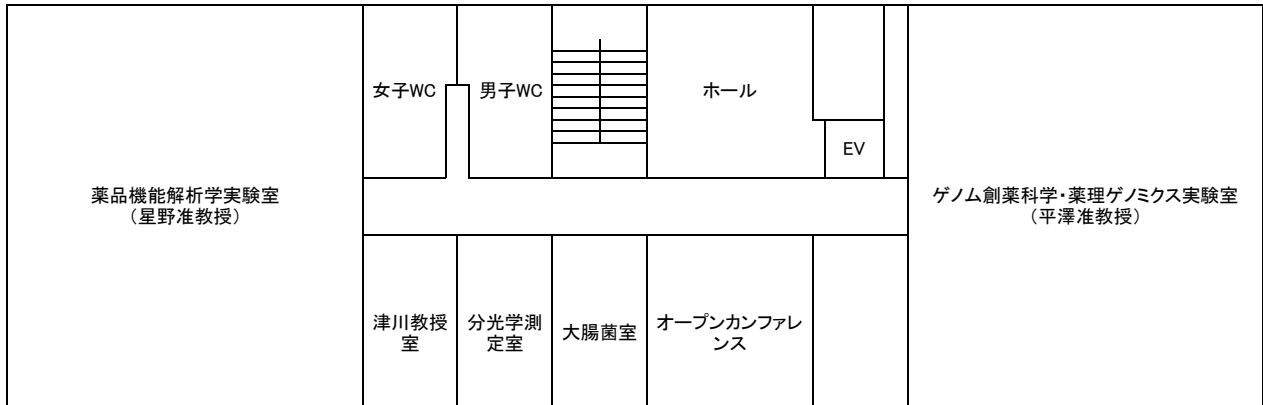 女子WC
男子WC
ホール
EV
薬品機能解析学実験室
（星野准教授）
ゲノム創薬科学・薬理ゲノミクス実験室
（平澤准教授）
津川教授
室
分光学測
定室
大腸菌室
オープンカンファレ
ンス